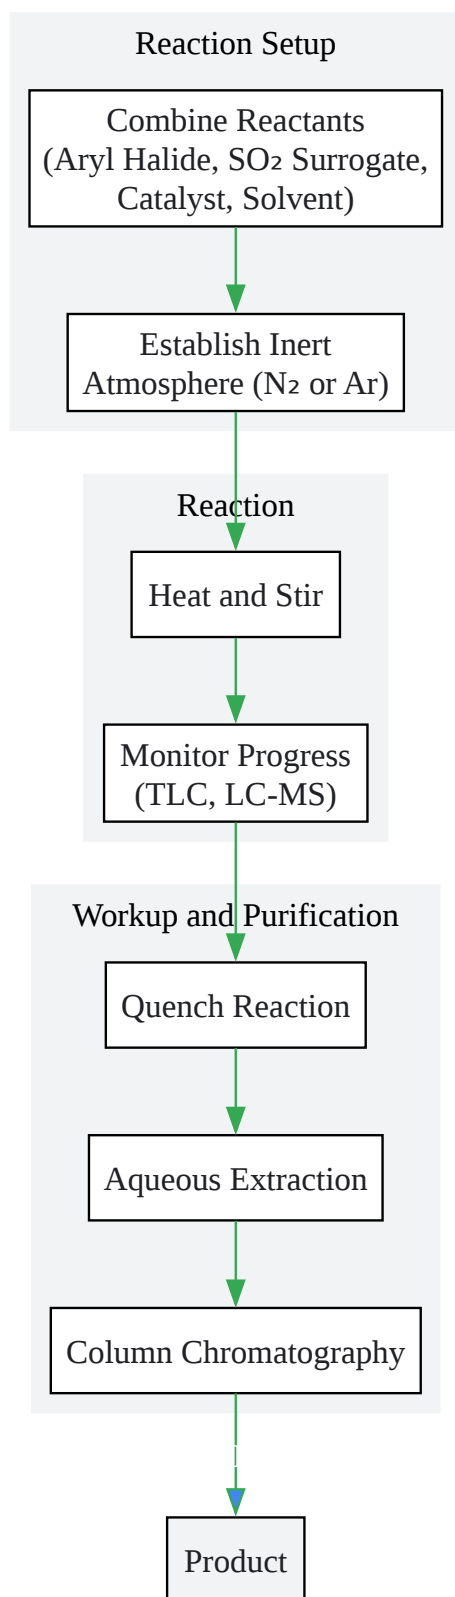 Reaction Setup
Combine Reactants
(Aryl Halide, SO₂ Surrogate,
Catalyst, Solvent)
Establish Inert
Atmosphere (N₂ or Ar)
Reaction
Heat and Stir
Monitor Progress
(TLC, LC-MS)
Workup and Purification
Quench Reaction
Aqueous Extraction
Column Chromatography
Product